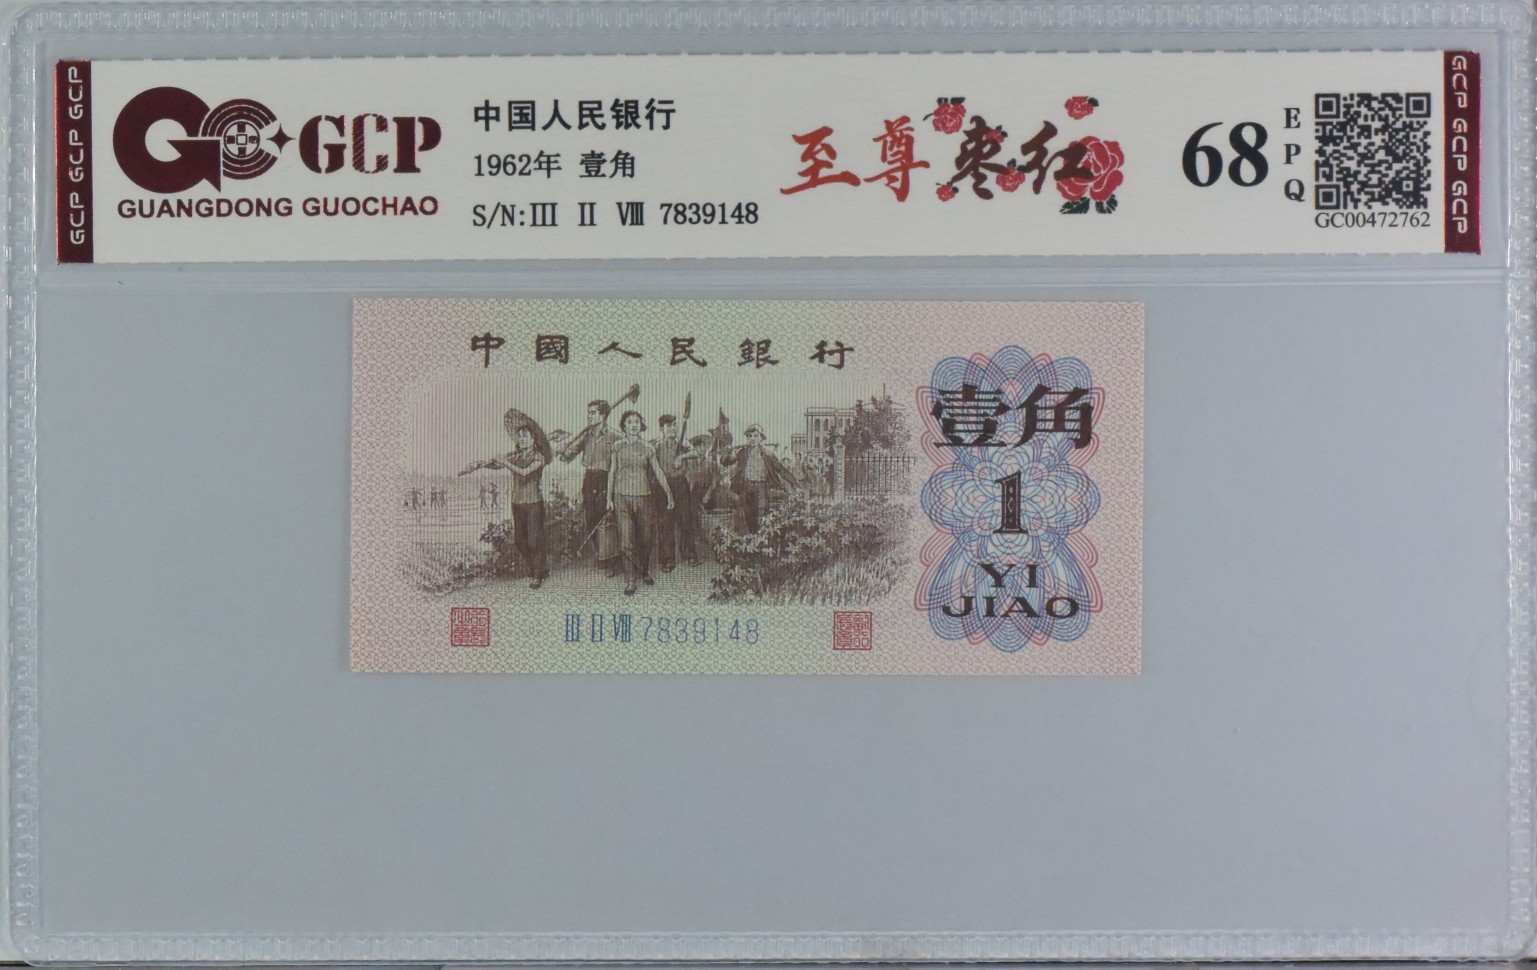 GCP GCP GCP
GCP
GUANGDONG GUOCHAO
中国人民银行
1962年 壹角
S/N:III II VIII 7839148
至尊枣红
68
EPQ
GC00472762
GCP GCP GCP
中國人民銀行
壹角
1
YI
JIAO
III II VIII 7839148